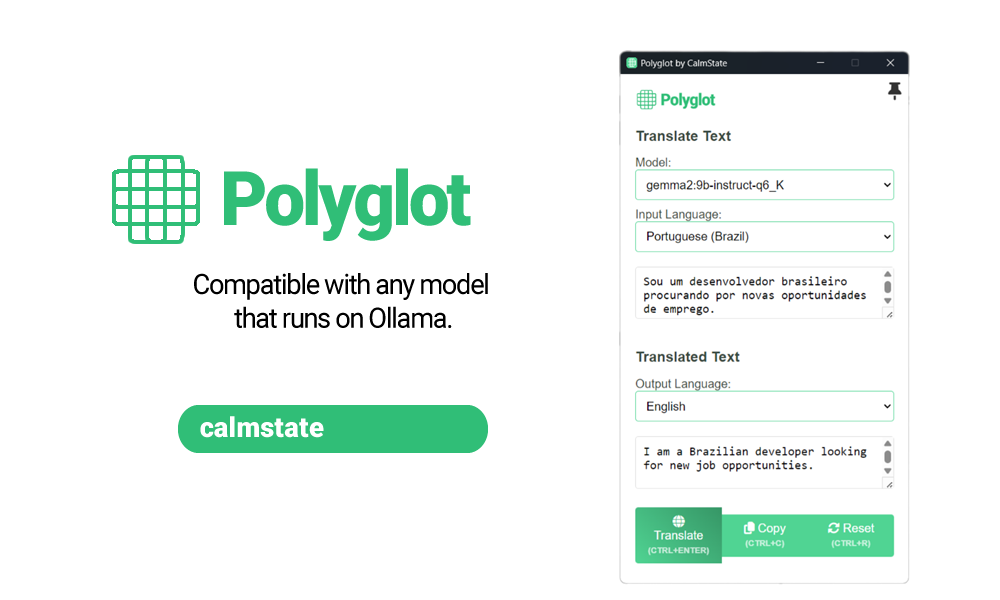 Polyglot
Compatible with any model
that runs on Ollama.
calmstate
Polyglot by CalmState
Polyglot
Translate Text
Model:
gemma2:9b-instruct-q6_K
Input Language:
Portuguese (Brazil)
Sou um desenvolvedor brasileiro
procurando por novas oportunidades
de emprego.
Translated Text
Output Language:
English
I am a Brazilian developer looking
for new job opportunities.
Translate
(CTRL+ENTER)
Copy
(CTRL+C)
Reset
(CTRL+R)